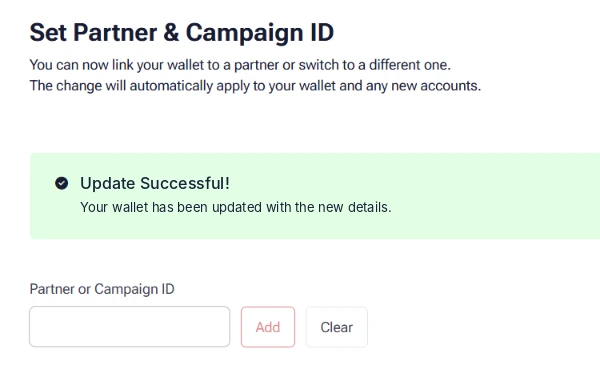 Set Partner & Campaign ID
You can now link your wallet to a partner or switch to a different one.
The change will automatically apply to your wallet and any new accounts.
Update Successful!
Your wallet has been updated with the new details.
Partner or Campaign ID
Add
Clear